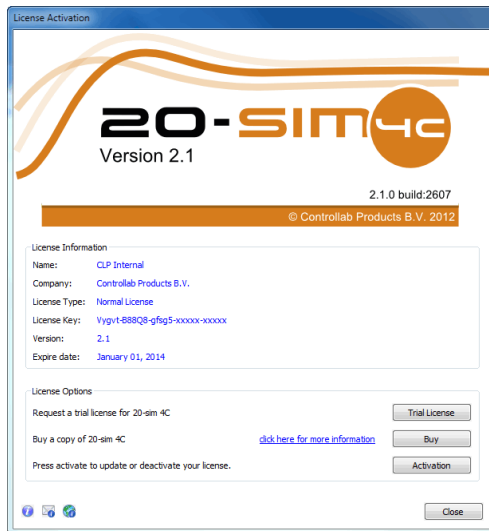 License Activation
20-SIM 4C
Version 2.1
2.1.0 build:2607
© Controllab Products B.V. 2012
License Information
Name: CLP Internal
Company: Controllab Products B.V.
License Type: Normal License
License Key: Vygvt-B88Q8-gfsg5-xxxxx-xxxxx
Version: 2.1
Expire date: January 01, 2014
License Options
Request a trial license for 20-sim 4C Trial License
Buy a copy of 20-sim 4C click here for more information Buy
Press activate to update or deactivate your license. Activation
Close